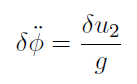 δφ̈ = δu₂ / g